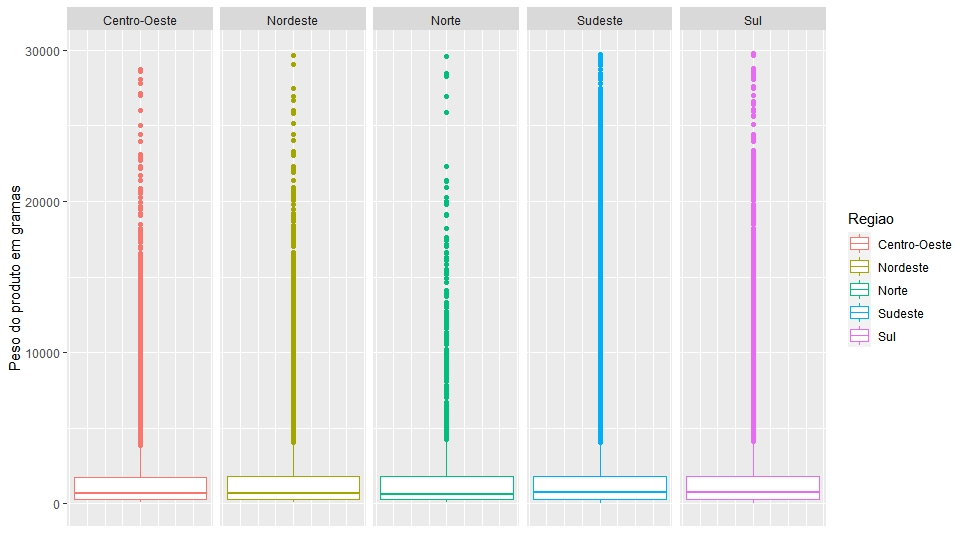 Centro-Oeste
Nordeste
Norte
Sudeste
Sul
Peso do produto em gramas
30000
20000
10000
0
Regiao
Centro-Oeste
Nordeste
Norte
Sudeste
Sul